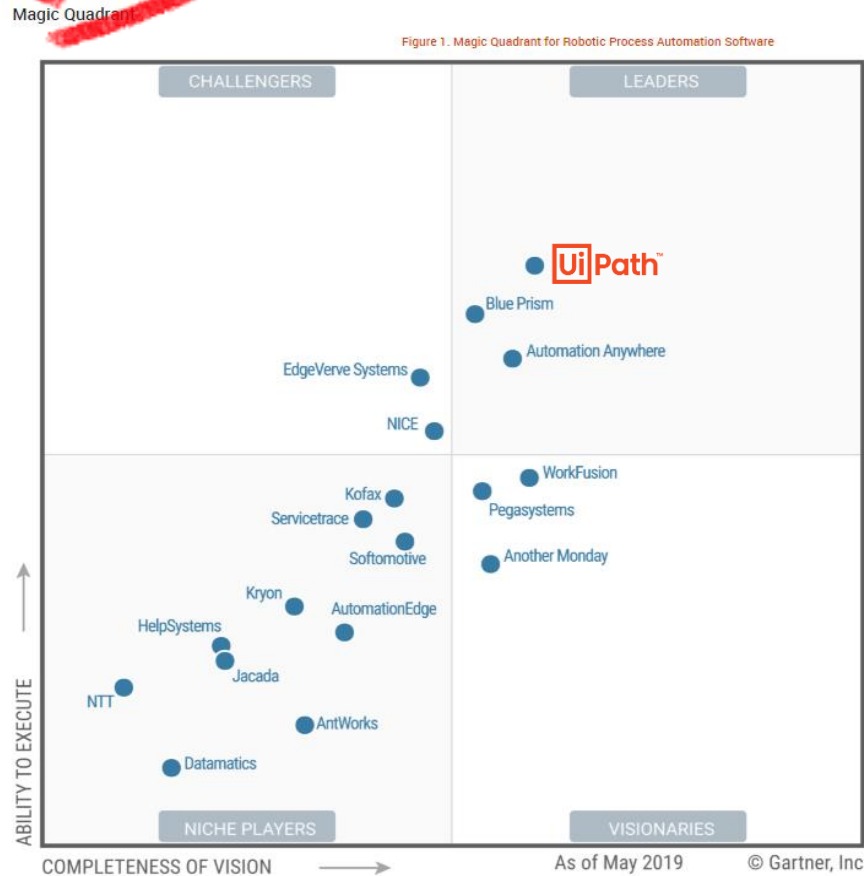 Magic Quadrant
Figure 1. Magic Quadrant for Robotic Process Automation Software
CHALLENGERS
LEADERS
UiPath™
Blue Prism
Automation Anywhere
EdgeVerve Systems
NICE
WorkFusion
Kofax
Pegasystems
Servicetrace
Softomotive
Another Monday
Kryon
AutomationEdge
HelpSystems
Jacada
NTT
AntWorks
Datamatics
ABILITY TO EXECUTE
NICHE PLAYERS
VISIONARIES
COMPLETENESS OF VISION
As of May 2019
© Gartner, Inc